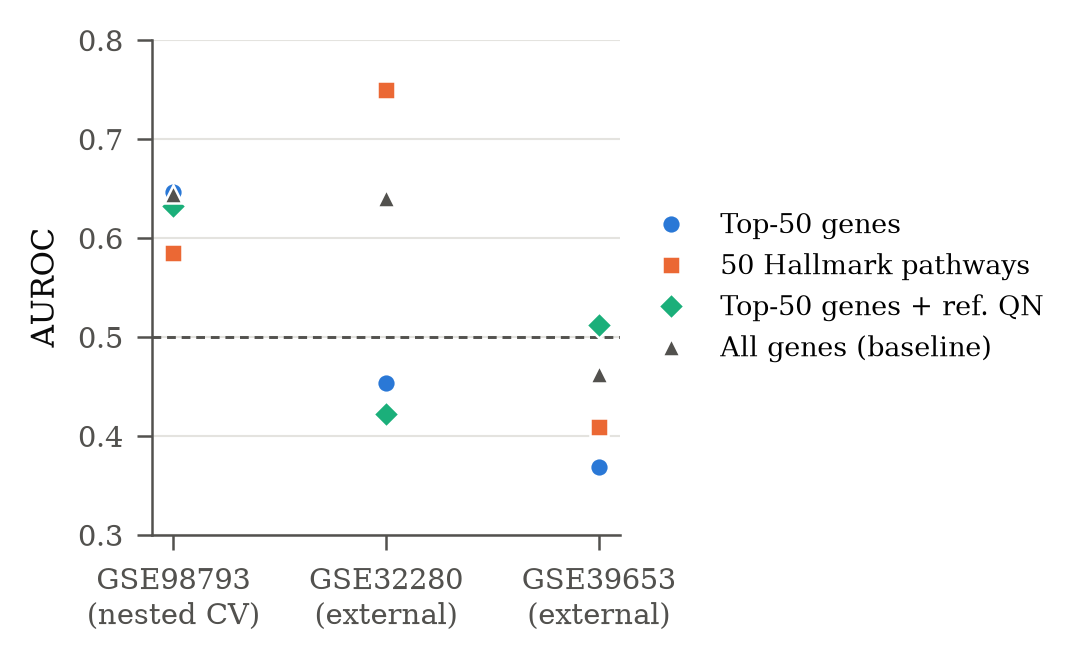 0.8
0.7
0.6
0.5
0.4
0.3
AUROC
GSE98793
(nested CV)
GSE32280
(external)
GSE39653
(external)
Top-50 genes
50 Hallmark pathways
Top-50 genes + ref. QN
All genes (baseline)